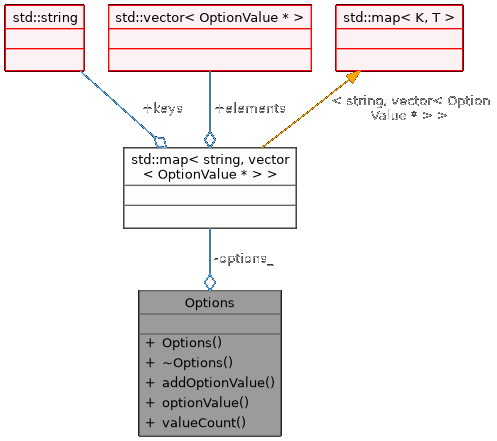 std::string
std::vector< OptionValue * >
std::map< K, T >
+keys
+elements
< string, vector< Option
Value * > >
std::map< string, vector
< OptionValue * > >
-options_
Options
+ Options()
+ ~Options()
+ addOptionValue()
+ optionValue()
+ valueCount()